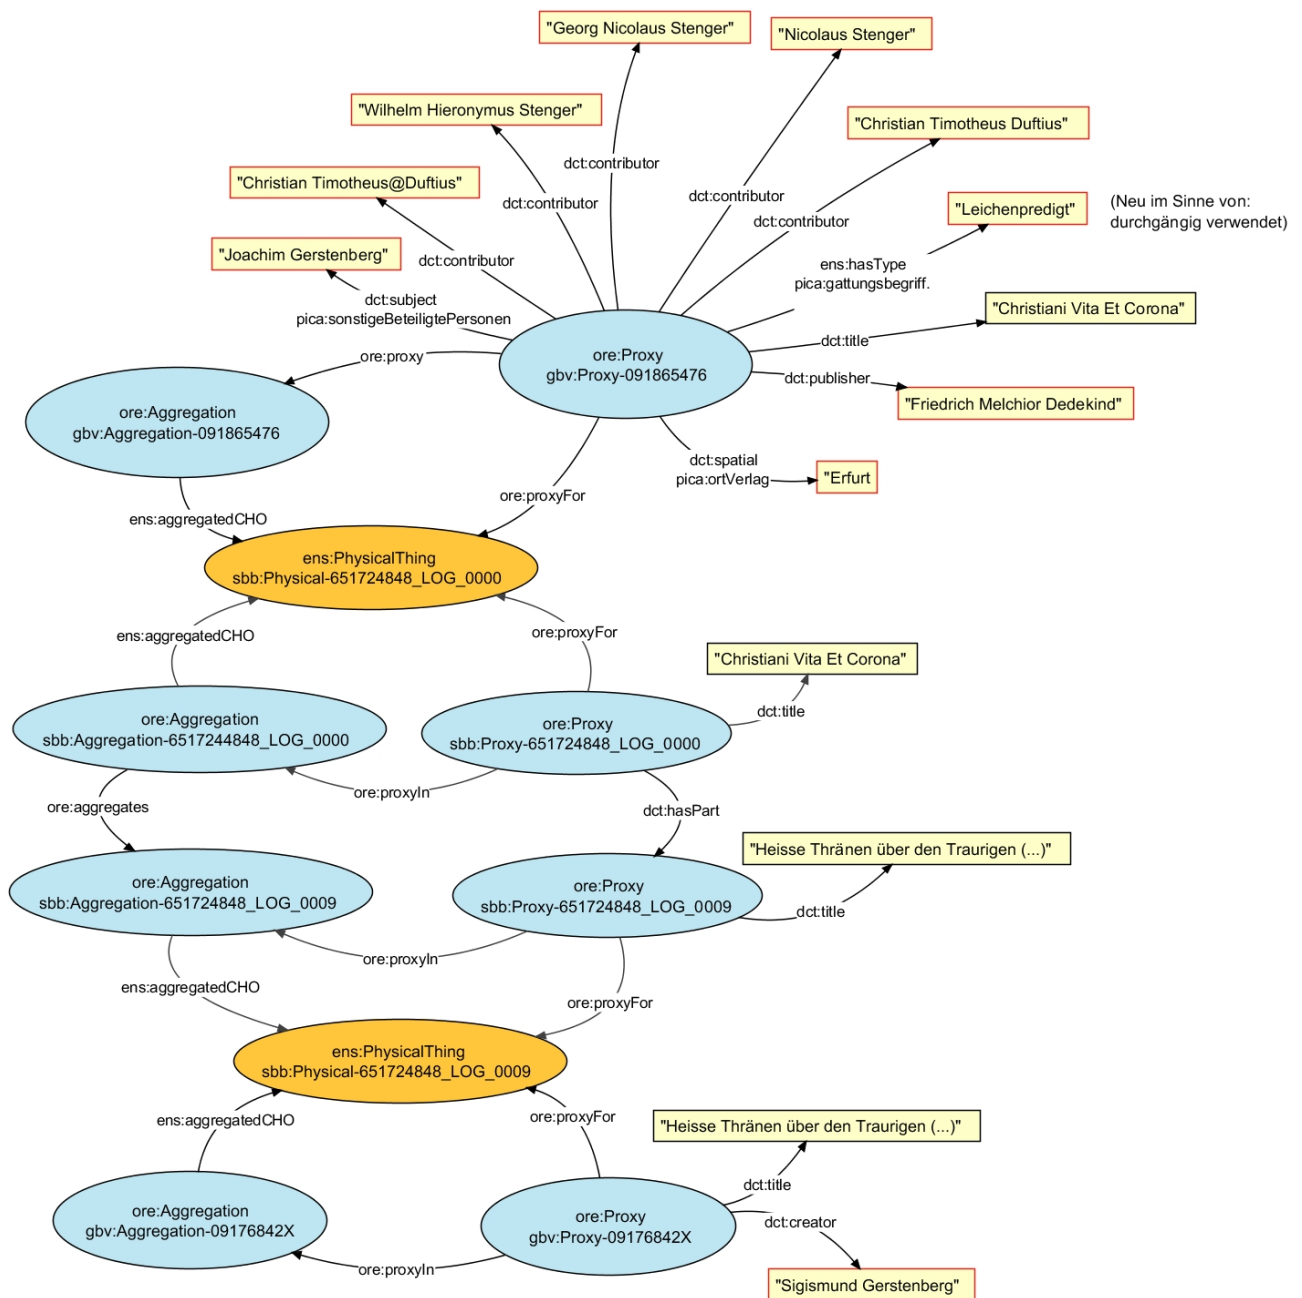 "Georg Nicolaus Stenger"
"Nicolaus Stenger"
"Wilhelm Hieronymus Stenger"
"Christian Timotheus Duftius"
dct:contributor
"Christian Timotheus@Duftius"
dct:contributor
dct:contributor
"Leichenpredigt"
(Neu im Sinne von:
durchgängig verwendet)
dct:contributor
"Joachim Gerstenberg"
dct:contributor
ens:hasType
pica:gattungsbegriff.
dct:subject
pica:sonstigeBeteiligtePersonen
"Christiani Vita Et Corona"
dct:title
ore:proxy
ore:Proxy
gbv:Proxy-091865476
dct:publisher
"Friedrich Melchior Dedekind"
ore:Aggregation
gbv:Aggregation-091865476
dct:spatial
pica:ortVerlag
"Erfurt
ore:proxyFor
ens:aggregatedCHO
ens:PhysicalThing
sbb:Physical-651724848_LOG_0000
ens:aggregatedCHO
ore:proxyFor
"Christiani Vita Et Corona"
dct:title
ore:Aggregation
sbb:Aggregation-6517244848_LOG_0000
ore:Proxy
sbb:Proxy-651724848_LOG_0000
ore:proxyIn
ore:aggregates
dct:hasPart
"Heisse Thränen über den Traurigen (...)"
ore:Aggregation
sbb:Aggregation-651724848_LOG_0009
ore:Proxy
sbb:Proxy-651724848_LOG_0009
dct:title
ore:proxyIn
ens:aggregatedCHO
ore:proxyFor
ens:PhysicalThing
sbb:Physical-651724848_LOG_0009
ens:aggregatedCHO
ore:proxyFor
"Heisse Thränen über den Traurigen (...)"
dct:title
ore:Aggregation
gbv:Aggregation-09176842X
ore:Proxy
gbv:Proxy-09176842X
dct:creator
ore:proxyIn
"Sigismund Gerstenberg"